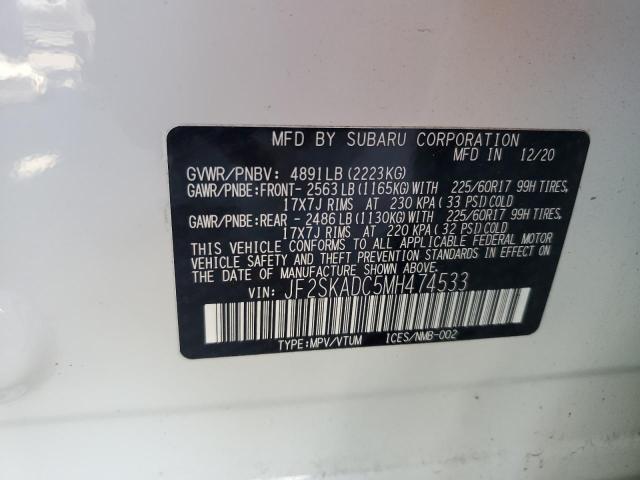 MFD BY SUBARU CORPORATION
MFD IN 12/20
GVWR/PNBV: 4891LB (2223KG)
GAWR/PNBE:FRONT- 2563LB (1165KG)WITH 225/60R17 99H TIRES,
17X7J RIMS AT 230 KPA( 33 PSI)COLD
GAWR/PNBE:REAR - 2486LB (1130KG)WITH 225/60R17 99H TIRES,
17X7J RIMS AT 220 KPA( 32 PSI)COLD
THIS VEHICLE CONFORMS TO ALL APPLICABLE FEDERAL MOTOR
VEHICLE SAFETY AND THEFT PREVENTION STANDARDS IN EFFECT ON
THE DATE OF MANUFACTURE SHOWN ABOVE.
VIN: JF2SKADC5MH474533
TYPE:MPV/VTUM ICES/NMB-002